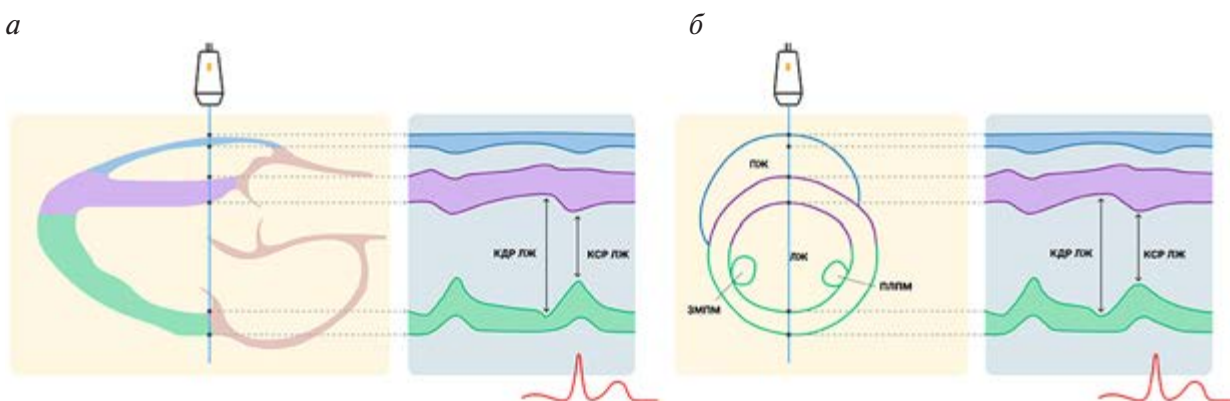 а
б
КДР ЛЖ
КСР ЛЖ
ПЖ
ЛЖ
ЗМПМ
ПЛПМ
КДР ЛЖ
КСР ЛЖ